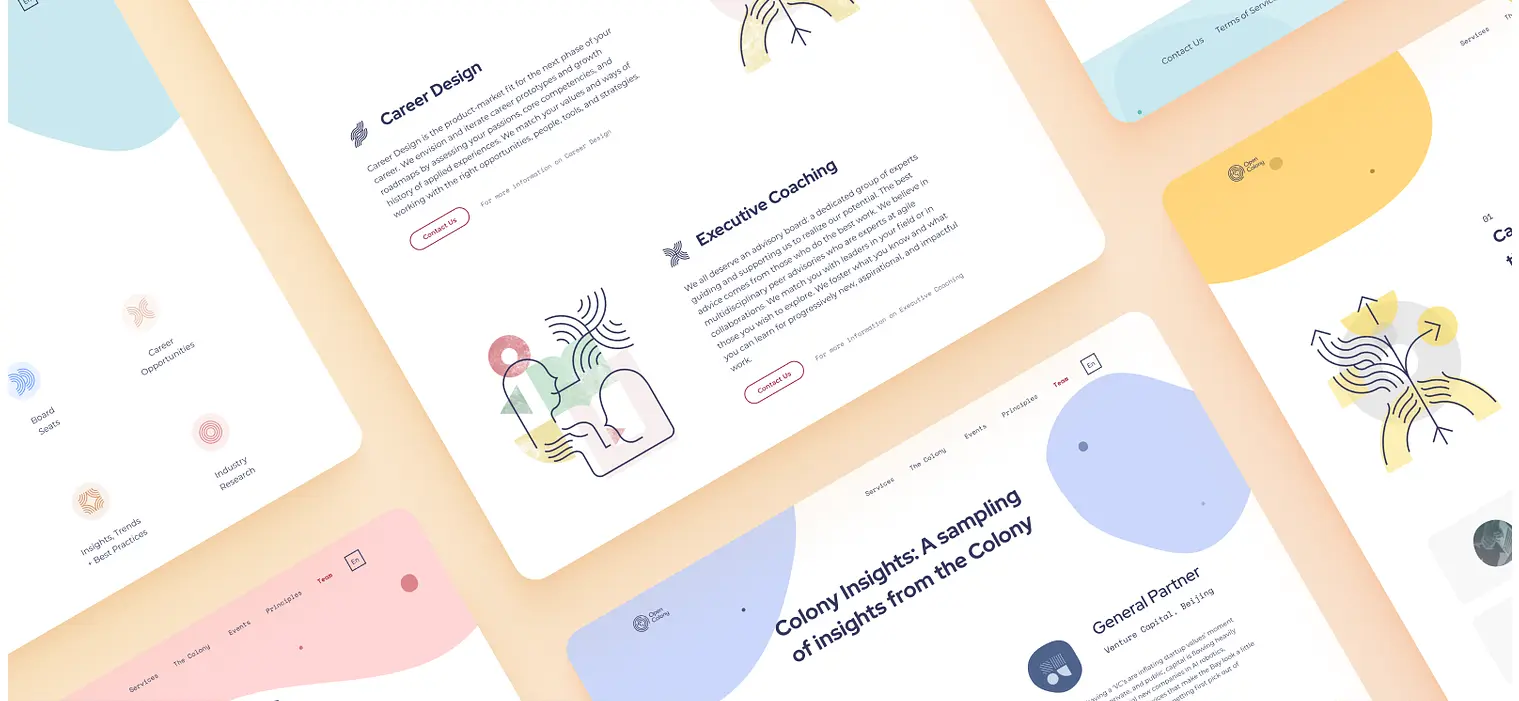 En
Board
Seats
Career
Opportunities
Insights, Trends
+ Best Practices
Industry
Research
Career Design
Career Design is the product-market fit for the next phase of your
career. We envision and iterate career prototypes and growth
roadmaps by assessing your passions, core competencies, and
history of applied experiences. We match your values and ways of
working with the right opportunities, people, tools, and strategies.
Contact Us
For more information on Career Design
Executive Coaching
We all deserve an advisory board; a dedicated group of experts
guiding and supporting us to realize our potential. The best
advice comes from those who do the best work. We believe in
multidisciplinary peer advisories who are experts at agile
collaborations. We match you with leaders in your field or in
those you wish to explore. We foster what you know and what
you can learn for progressively new, aspirational, and impactful
work.
Contact Us
For more information on Executive Coaching
Contact Us
Terms of Service
Services
Open
Colony
01
Services
The Colony
Events
Principles
Team
En
Open
Colony
Services
The Colony
Events
Principles
Team
En
Colony Insights: A sampling
of insights from the Colony
General Partner
Venture Capital, Beijing
a 'VC's are inflating startup values' moment
private, and public, capital is flowing heavily
new companies in AI robotics,
that make the Bay look a little
getting first pick out of